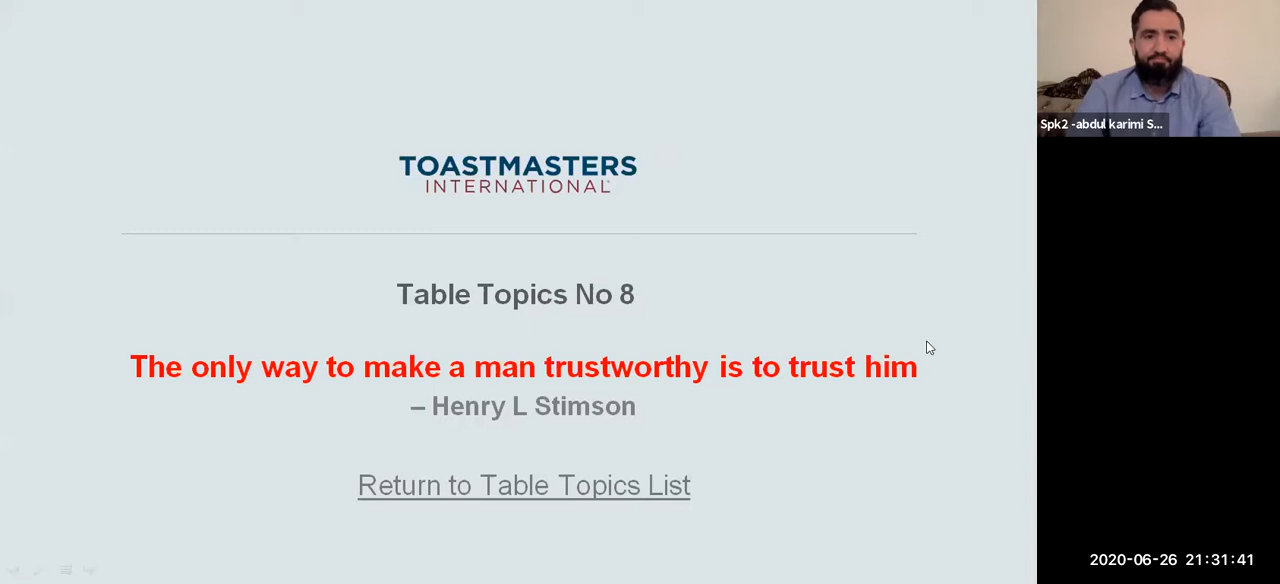 TOASTMASTERS
INTERNATIONAL
Table Topics No 8
The only way to make a man trustworthy is to trust him
– Henry L Stimson
Return to Table Topics List
Spk2 -abdul karimi S...
2020-06-26 21:31:41